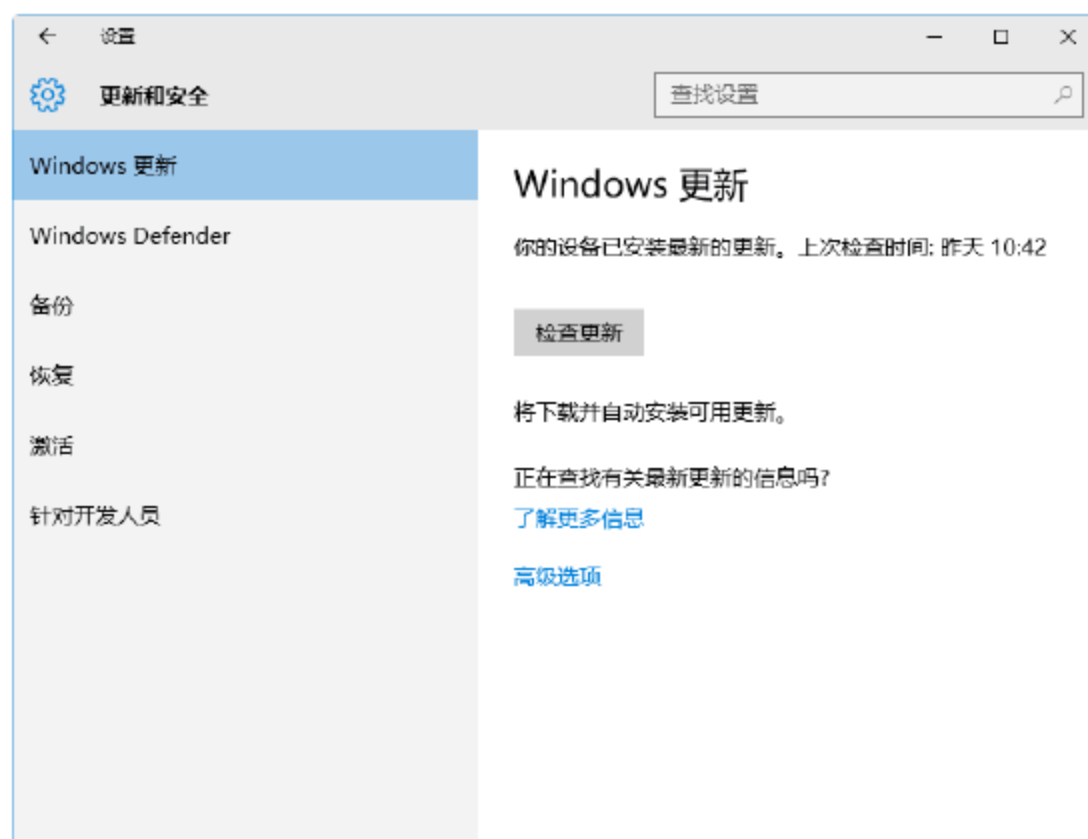 设置
更新和安全
查找设置
Windows 更新
Windows Defender
备份
恢复
激活
针对开发人员
Windows 更新
你的设备已安装最新的更新。上次检查时间: 昨天 10:42
检查更新
将下载并自动安装可用更新。
正在查找有关最新更新的信息吗?
了解更多信息
高级选项